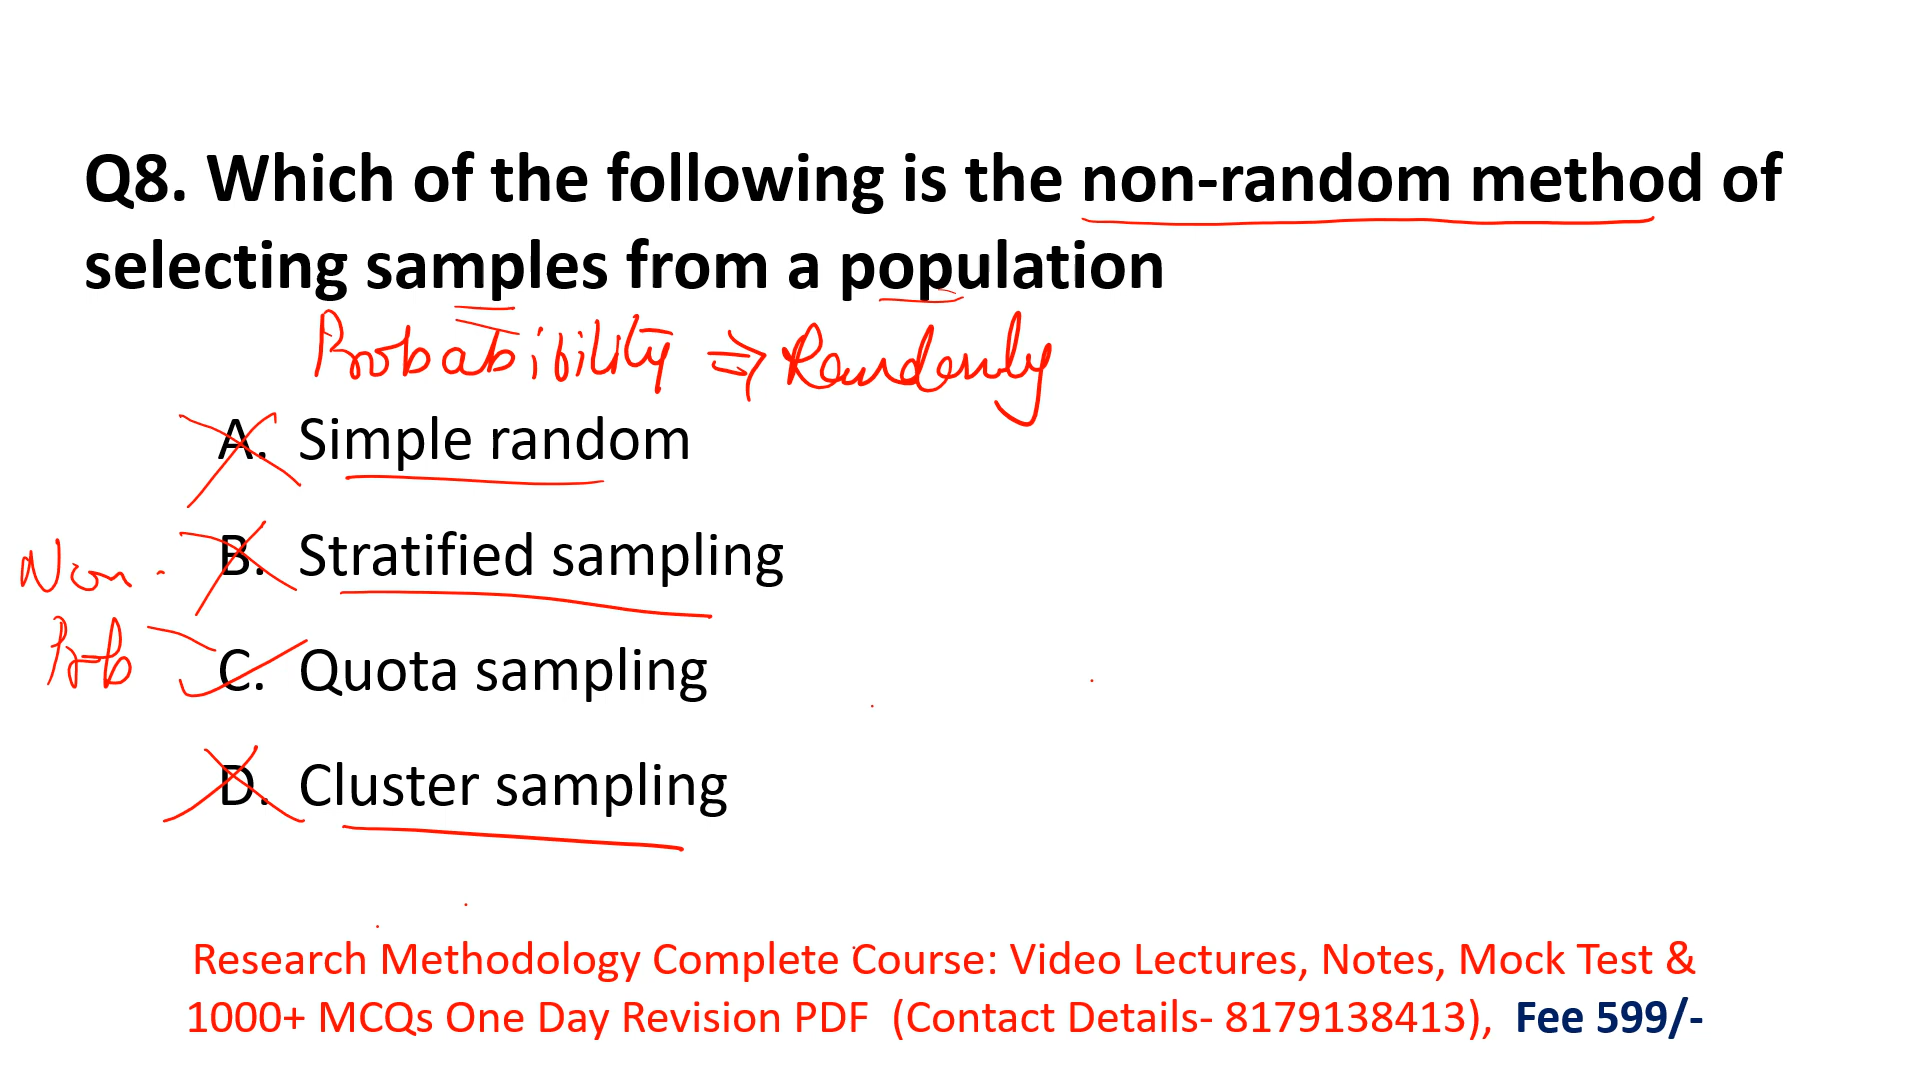 Q8. Which of the following is the non-random method of
selecting samples from a population
Probability ⇒ Randomly
A. Simple random
B. Stratified sampling
Non-
Prob
C. Quota sampling
D. Cluster sampling
Research Methodology Complete Course: Video Lectures, Notes, Mock Test &
1000+ MCQs One Day Revision PDF (Contact Details- 8179138413), Fee 599/-